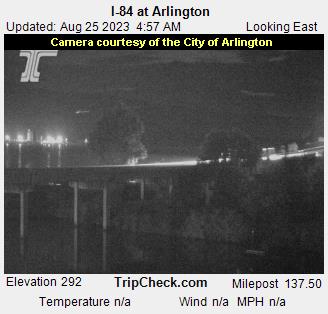 I-84 at Arlington
Updated: Aug 25 2023 4:57 AM Looking East
Camera courtesy of the City of Arlington
Elevation 292 TripCheck.com Milepost 137.50
Temperature n/a Wind n/a MPH n/a